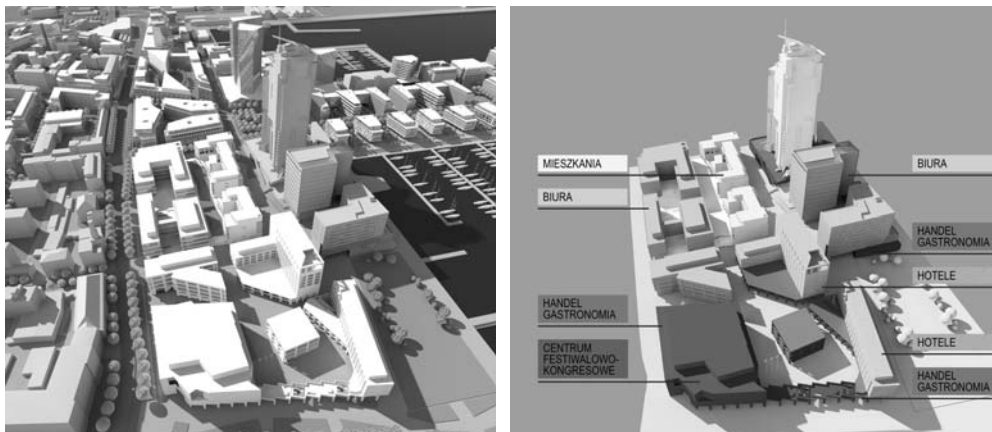 MIESZKANIA
BIURA
HANDEL
GASTRONOMIA
CENTRUM
FESTIWALOWO-
KONGRESOWE
BIURA
HANDEL
GASTRONOMIA
HOTELE
HOTELE
HANDEL
GASTRONOMIA